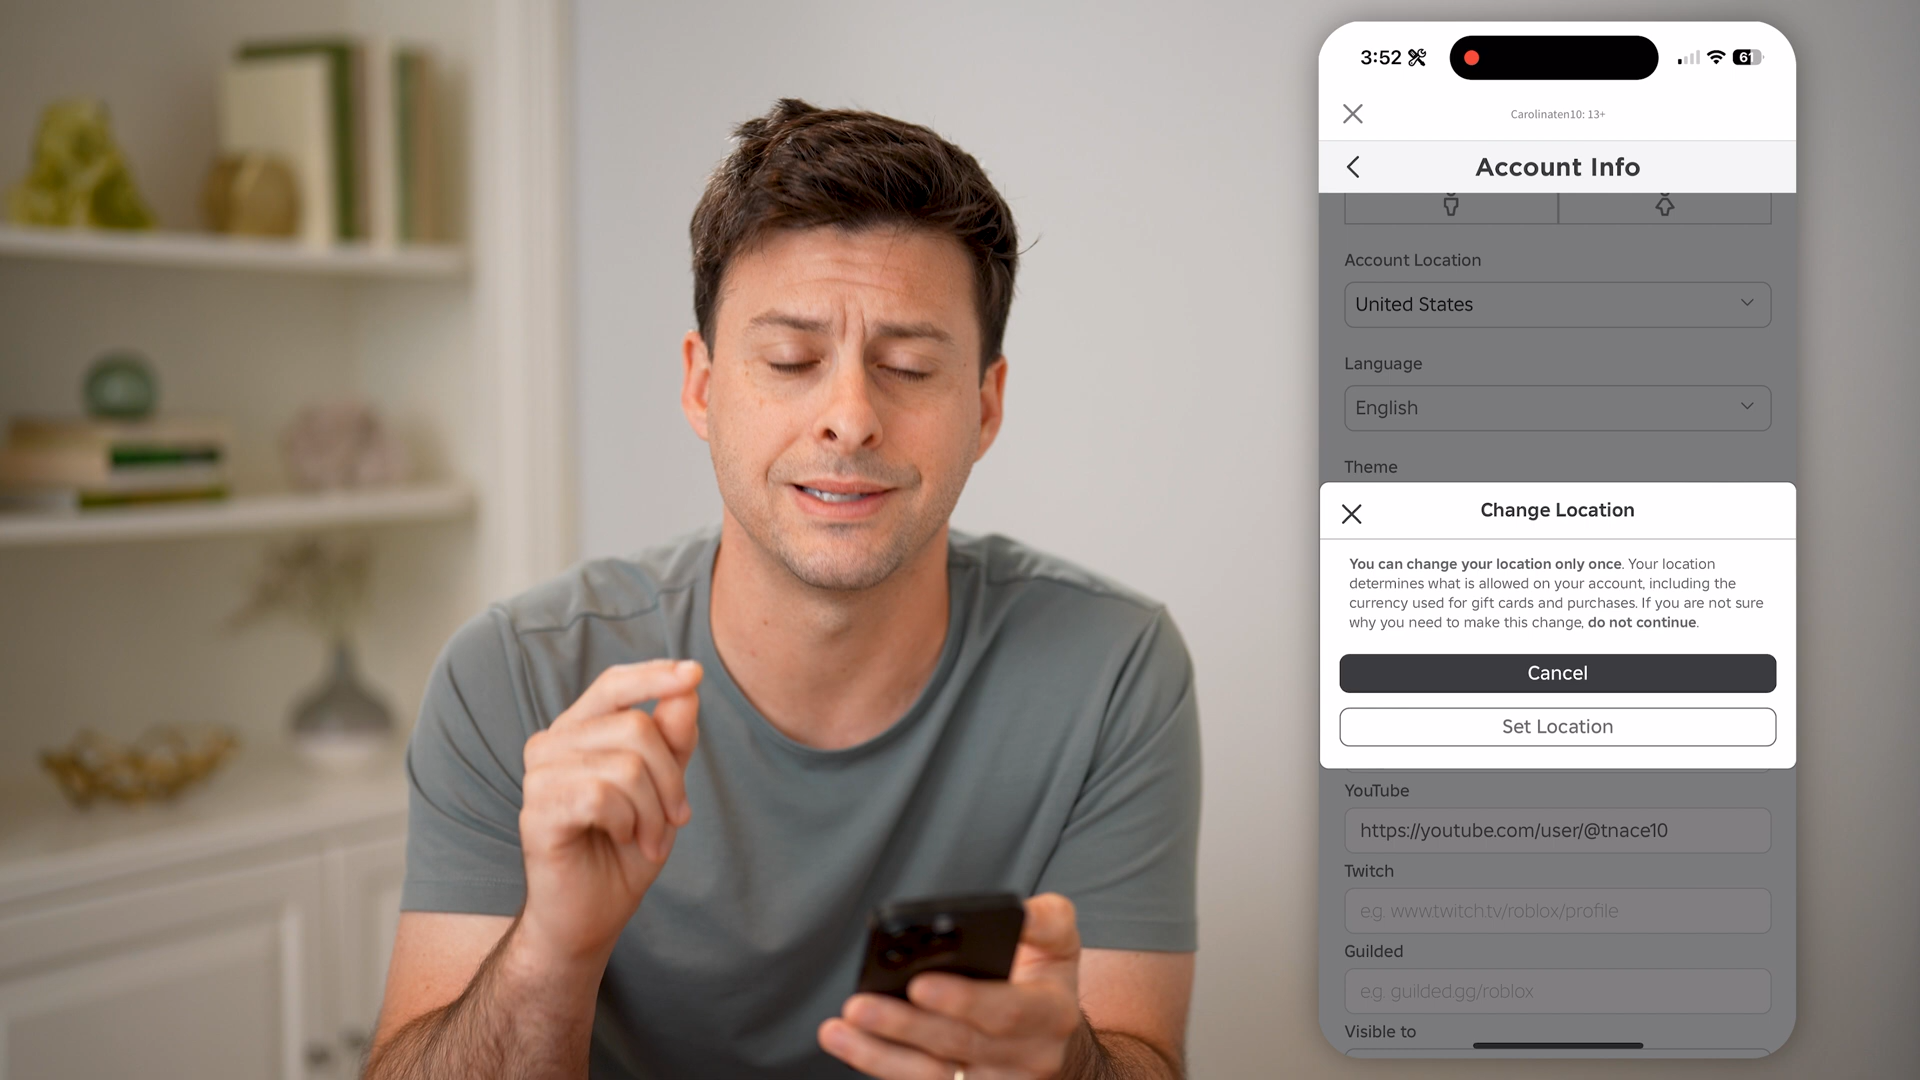 3:52
61
Carolinaten10: 13+
Account Info
Account Location
United States
Language
English
Theme
Change Location
You can change your location only once. Your location
determines what is allowed on your account, including the
currency used for gift cards and purchases. If you are not sure
why you need to make this change, do not continue.
Cancel
Set Location
YouTube
https://youtube.com/user/@tnace10
Twitch
e.g. www.twitch.tv/roblox/profile
Guilded
e.g. guilded.gg/roblox
Visible to